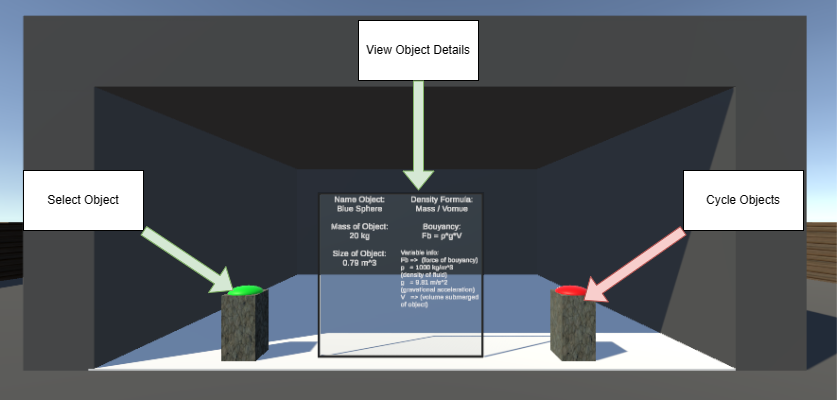 View Object Details
Select Object
Cycle Objects
Name Object:
Blue Sphere
Mass of Object:
20 kg
Size of Object:
0.79 m^3
Density Formula:
Mass / Vomue
Bouyancy:
Fb = p*g*V
Variable info:
Fb => (force of bouyancy)
p = 1000 kg/m^3
(density of fluid)
g = 9.81 m/s^2
(gravational acceleration)
V => (volume submerged
of object)